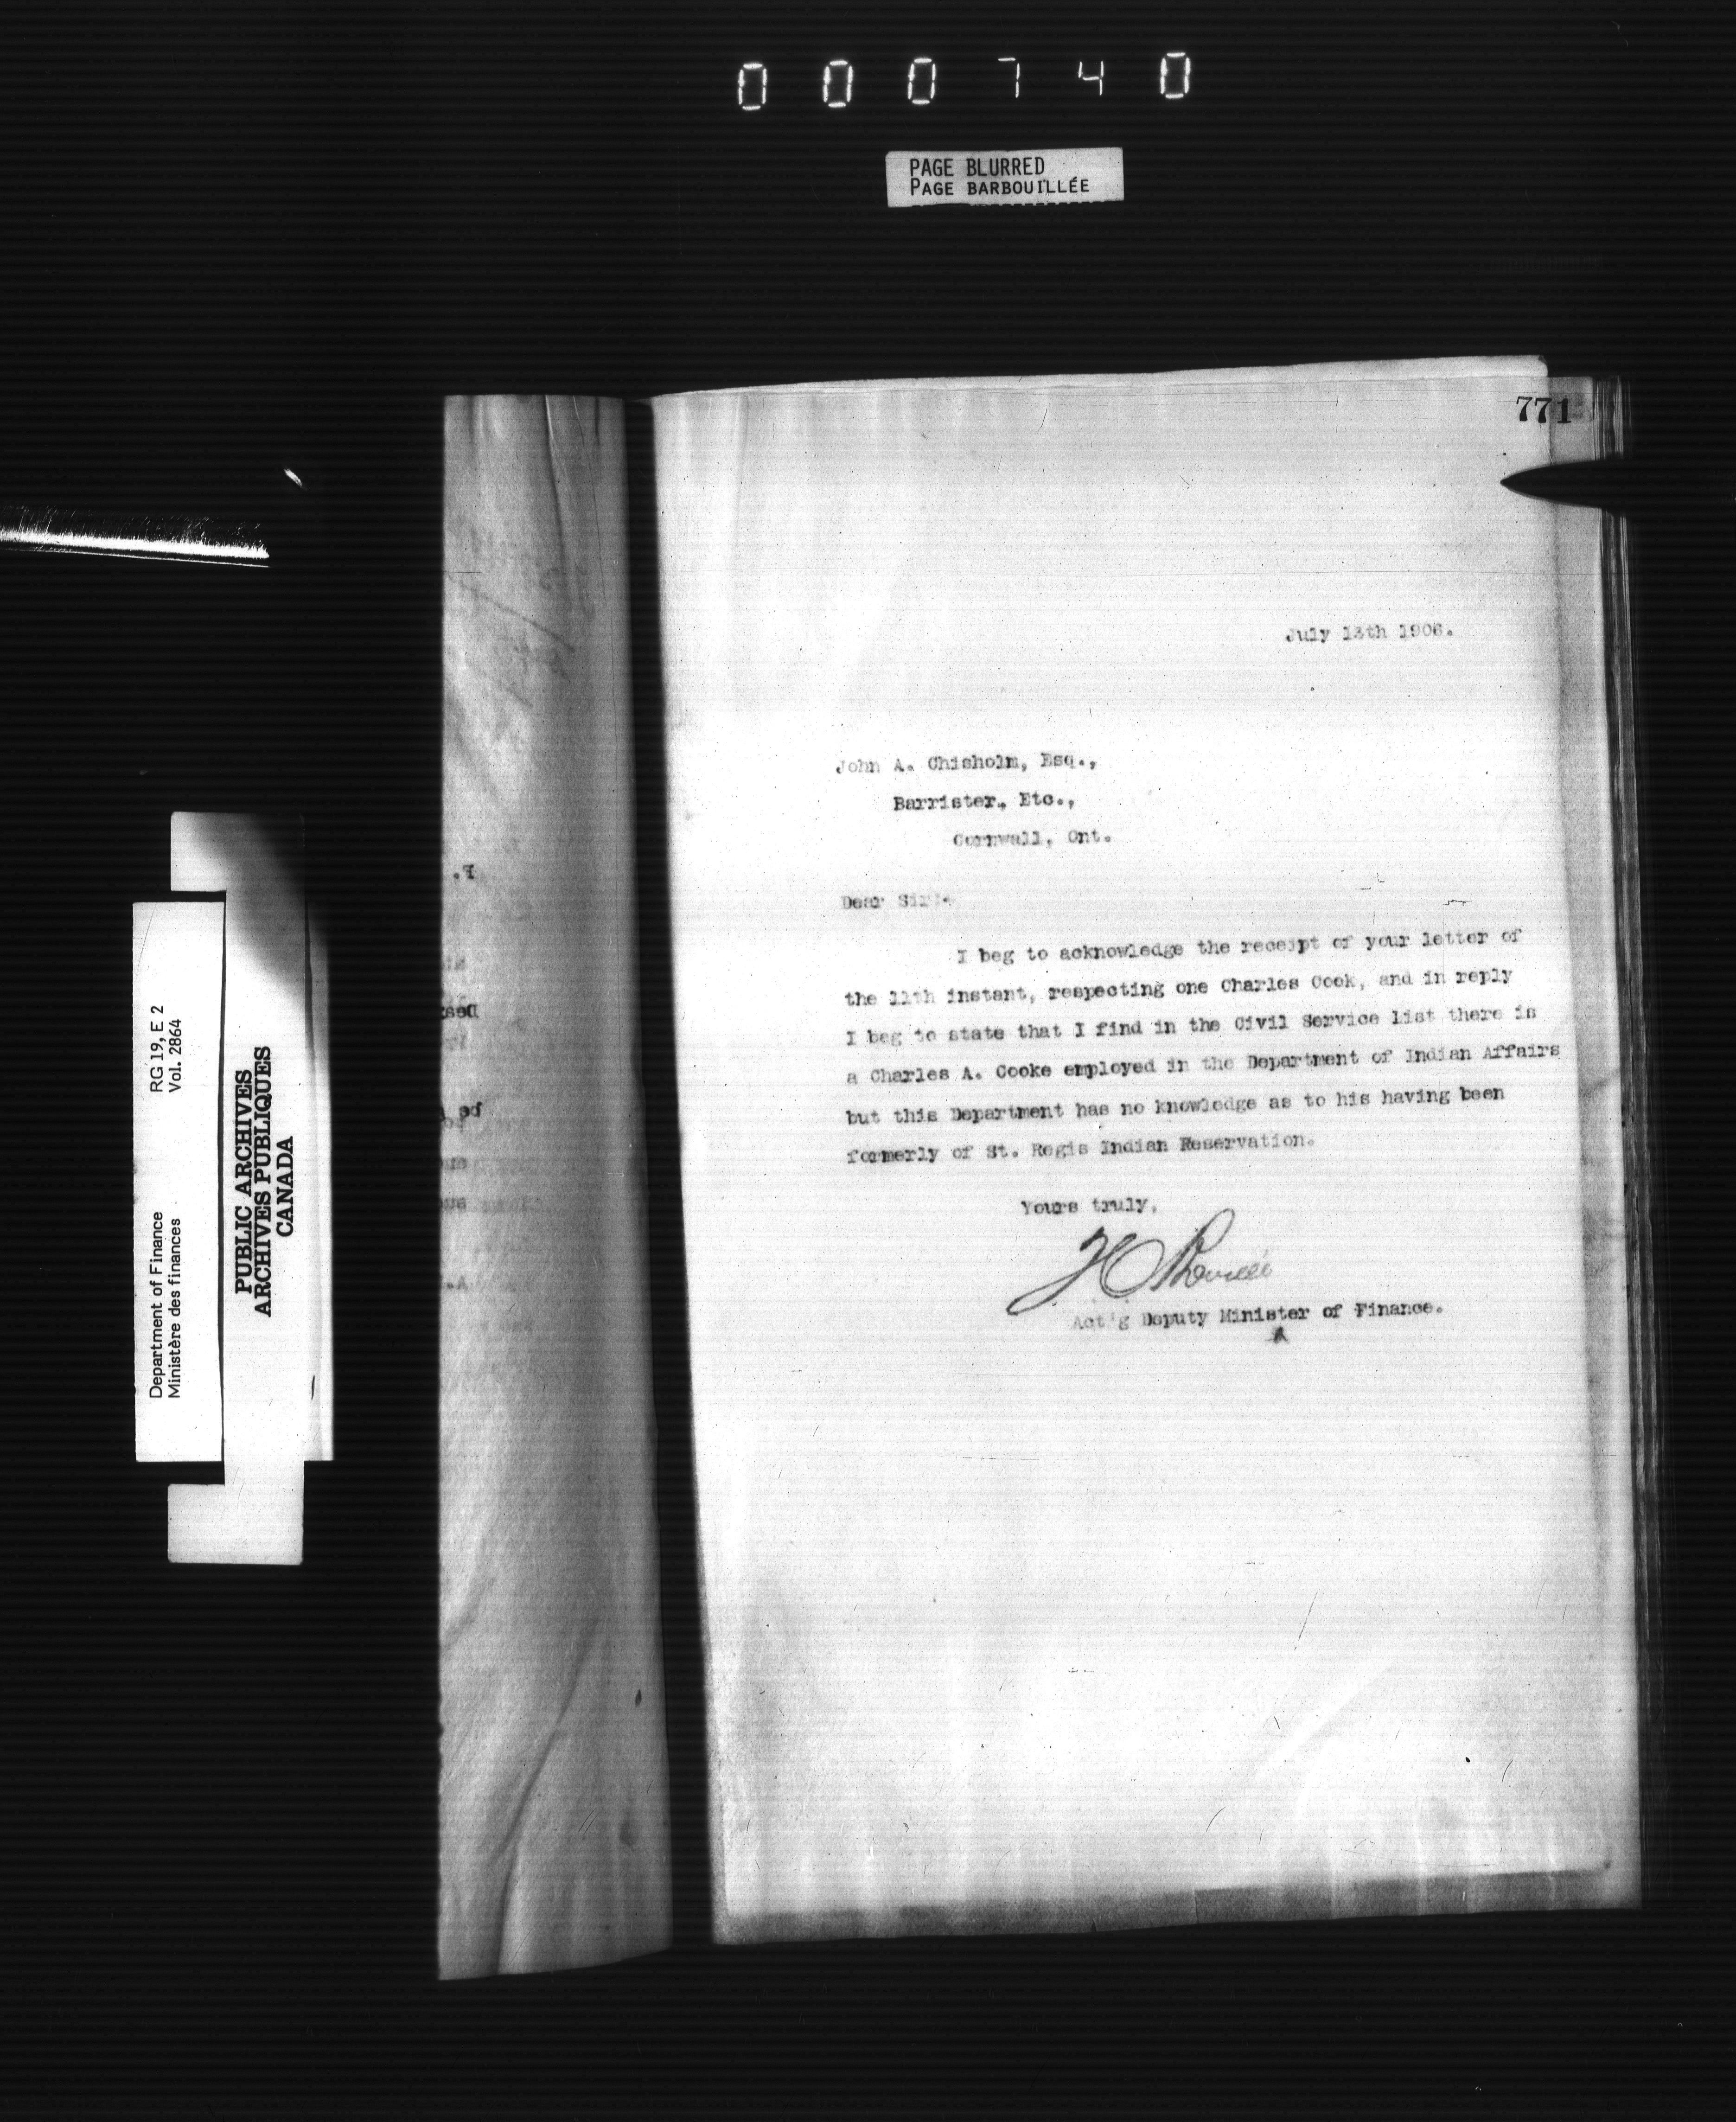 000740
PAGE BLURRED
PAGE BARBOUILLÉE
771
July 13th 1906.
John A. Chisholm, Esq.,
Barrister, Etc.,
Cornwall, Ont.
Dear Sir:-
I beg to acknowledge the receipt of your letter of
the 11th instant, respecting one Charles Cook, and in reply
I beg to state that I find in the Civil Service list there is
a Charles A. Cooke employed in the Department of Indian Affairs
but this Department has no knowledge as to his having been
formerly of St. Regis Indian Reservation.
Yours truly,
Act'g Deputy Minister of Finance.
Department of Finance RG 19, E 2
Ministère des finances Vol. 2864
PUBLIC ARCHIVES
ARCHIVES PUBLIQUES
CANADA